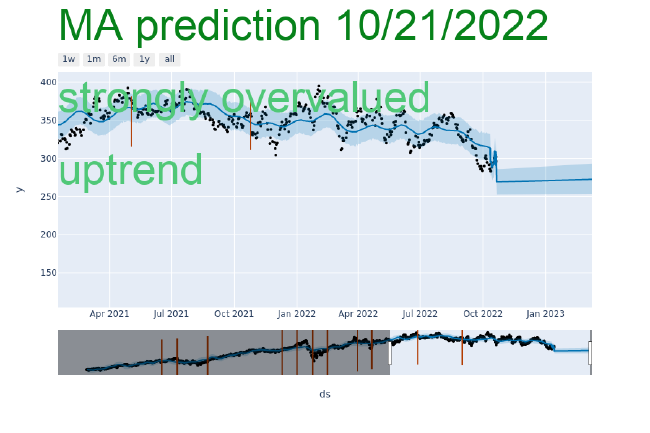 MA prediction 10/21/2022
1w 1m 6m 1y all
strongly overvalued
uptrend
400
350
300
250
200
150
y
Apr 2021 Jul 2021 Oct 2021 Jan 2022 Apr 2022 Jul 2022 Oct 2022 Jan 2023
ds